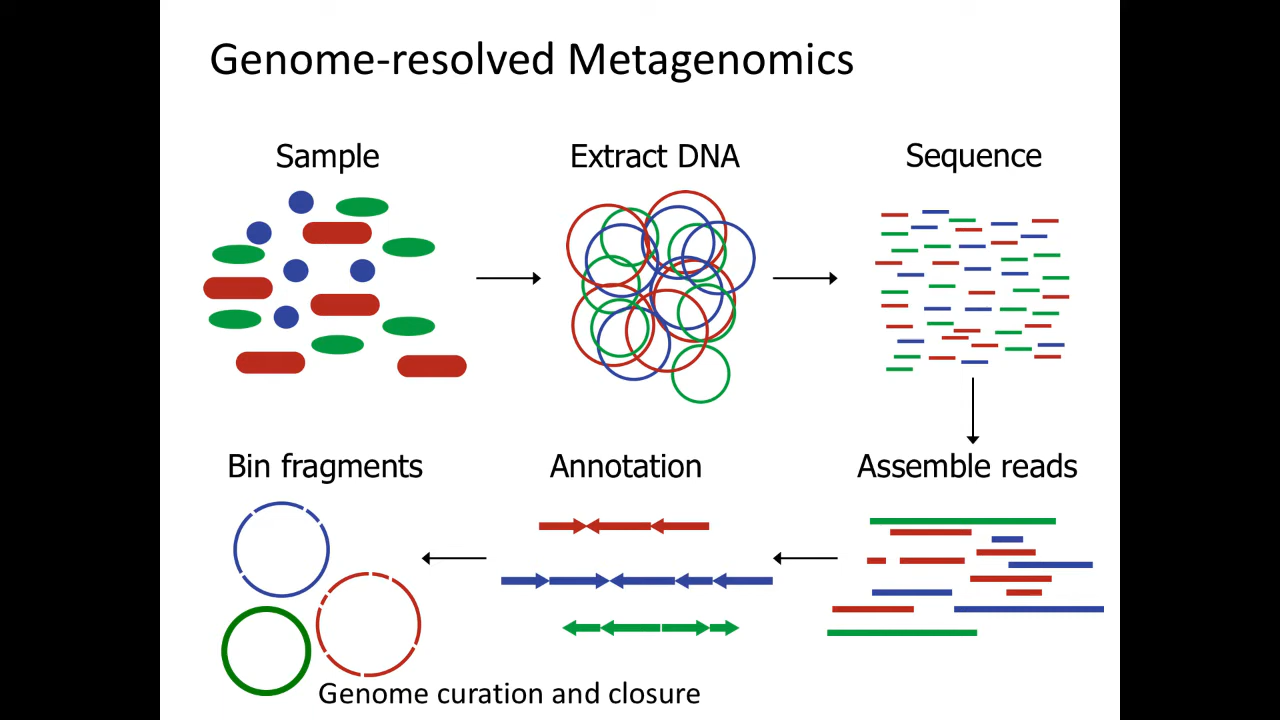 Genome-resolved Metagenomics
Sample
Extract DNA
Sequence
Bin fragments
Annotation
Assemble reads
Genome curation and closure